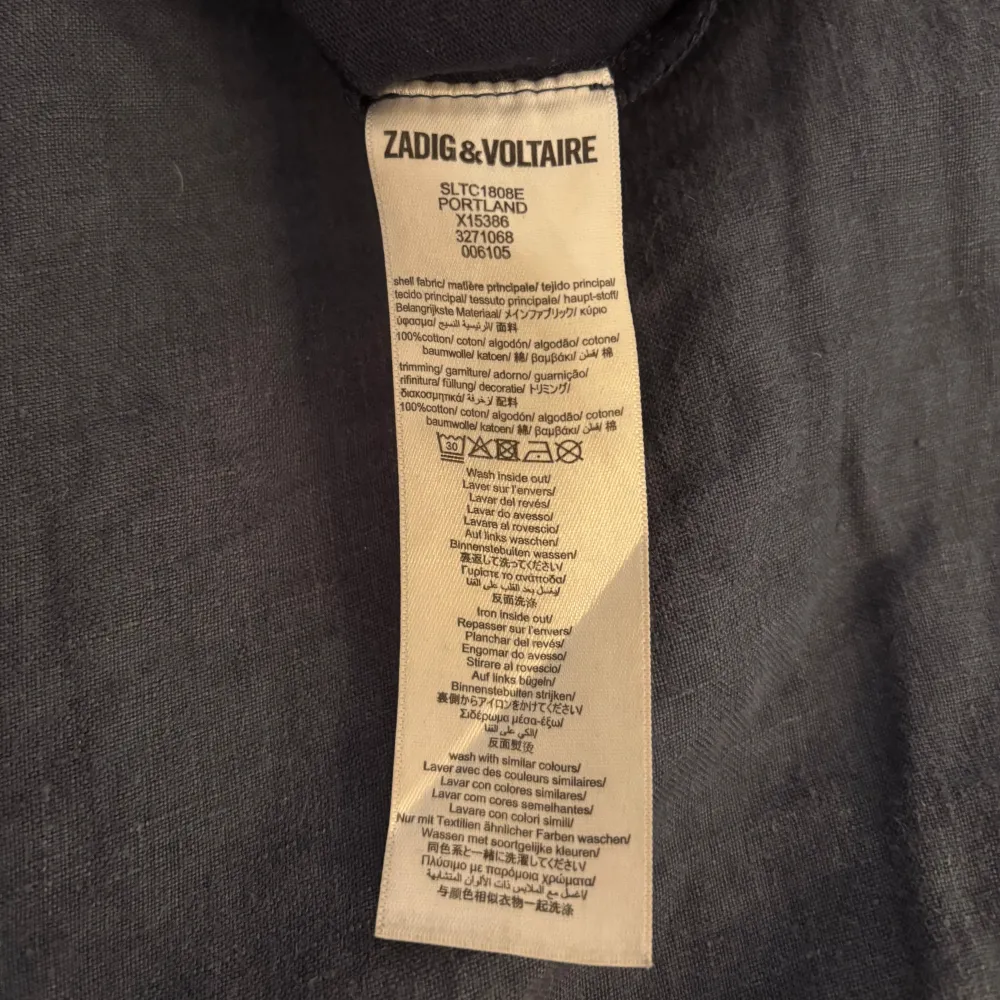 ZADIG&VOLTAIRE
SLTC1808E
PORTLAND
X15386
3271068
006105
shell fabric/ matière principale/ tejido principal/
tecido principal/ tessuto principale/ haupt-stoff/
Belangrijkste Materiaal/ メインファブリック/ κύριο
ύφασμα/ الرئيسية النسيج/ 面料
100%cotton/ coton/ algodón/ algodão/ cotone/
baumwolle/ katoen/ 綿/ βαμβάκι/ قطن/ 棉
trimming/ garniture/ adorno/ guarnição/
rifinitura/ füllung/ decoratie/ トリミング/
διακοσμητικά/ زخرفة/ 配料
100%cotton/ coton/ algodón/ algodão/ cotone/
baumwolle/ katoen/ 綿/ βαμβάκι/ قطن/ 棉
30
Wash inside out/
Laver sur l'envers/
Lavar del revés/
Lavar do avesso/
Lavare al rovescio/
Auf links waschen/
Binnenstebuiten wassen/
裏返して洗ってください/
Γυρίστε το ανάποδα/
يغسل بعد القلب على القفا/
反面洗涤
Iron inside out/
Repasser sur l'envers/
Planchar del revés/
Engomar do avesso/
Stirare al rovescio/
Auf links bügeln/
Binnenstebuiten strijken/
裏側からアイロンをかけてください/
Σιδέρωμα μέσα-έξω/
الكي على القفا/
反面熨烫
wash with similar colours/
Laver avec des couleurs similaires/
Lavar con colores similares/
Lavar com cores semelhantes/
Lavare con colori simili/
Nur mit Textilien ähnlicher Farben waschen/
Wassen met soortgelijke kleuren/
同色系と一緒に洗濯してください/
Πλύσιμο με παρόμοια χρώματα/
اغسل مع الملابس ذات الألوان المتشابهة/
与颜色相似衣物一起洗涤